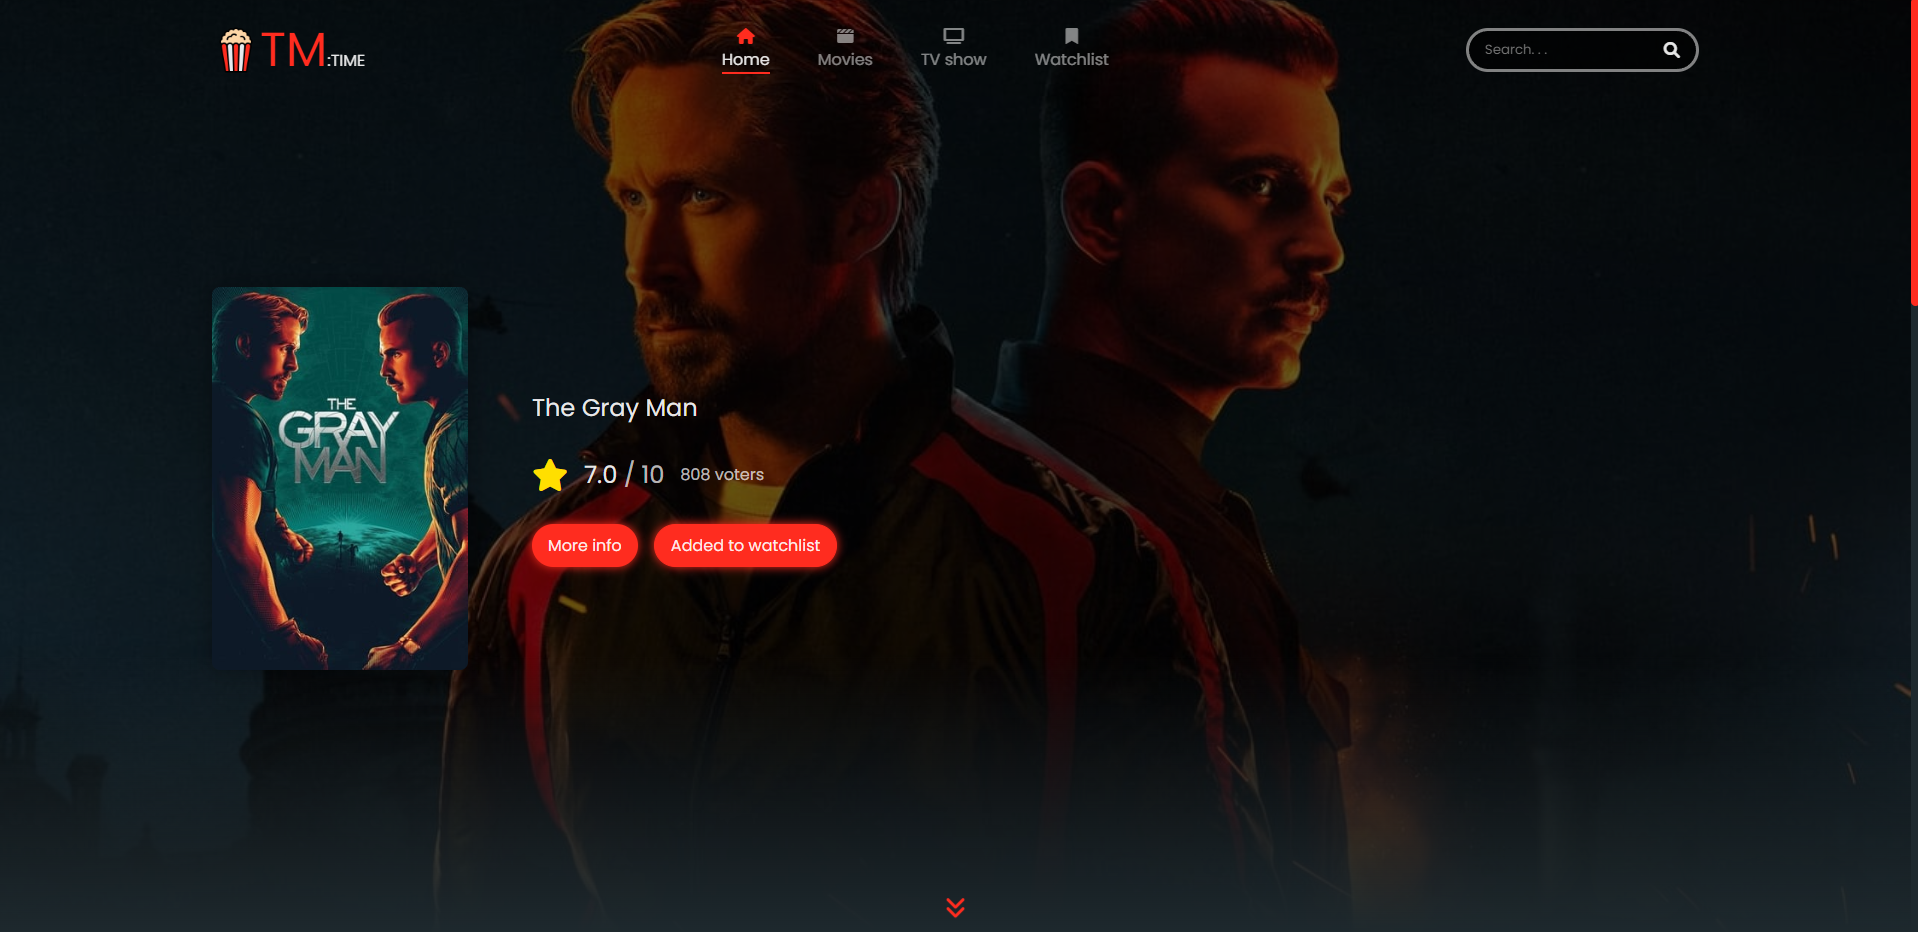 TM:TIME
Home
Movies
TV show
Watchlist
Search. . .
THE
GRAY
MAN
The Gray Man
7.0 / 10 808 voters
More info
Added to watchlist